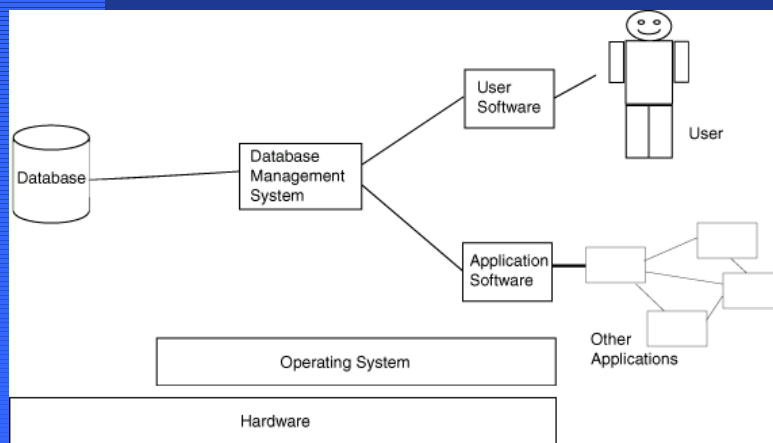 User
Software
User
Database
Management
System
Database
Application
Software
Other
Applications
Operating System
Hardware